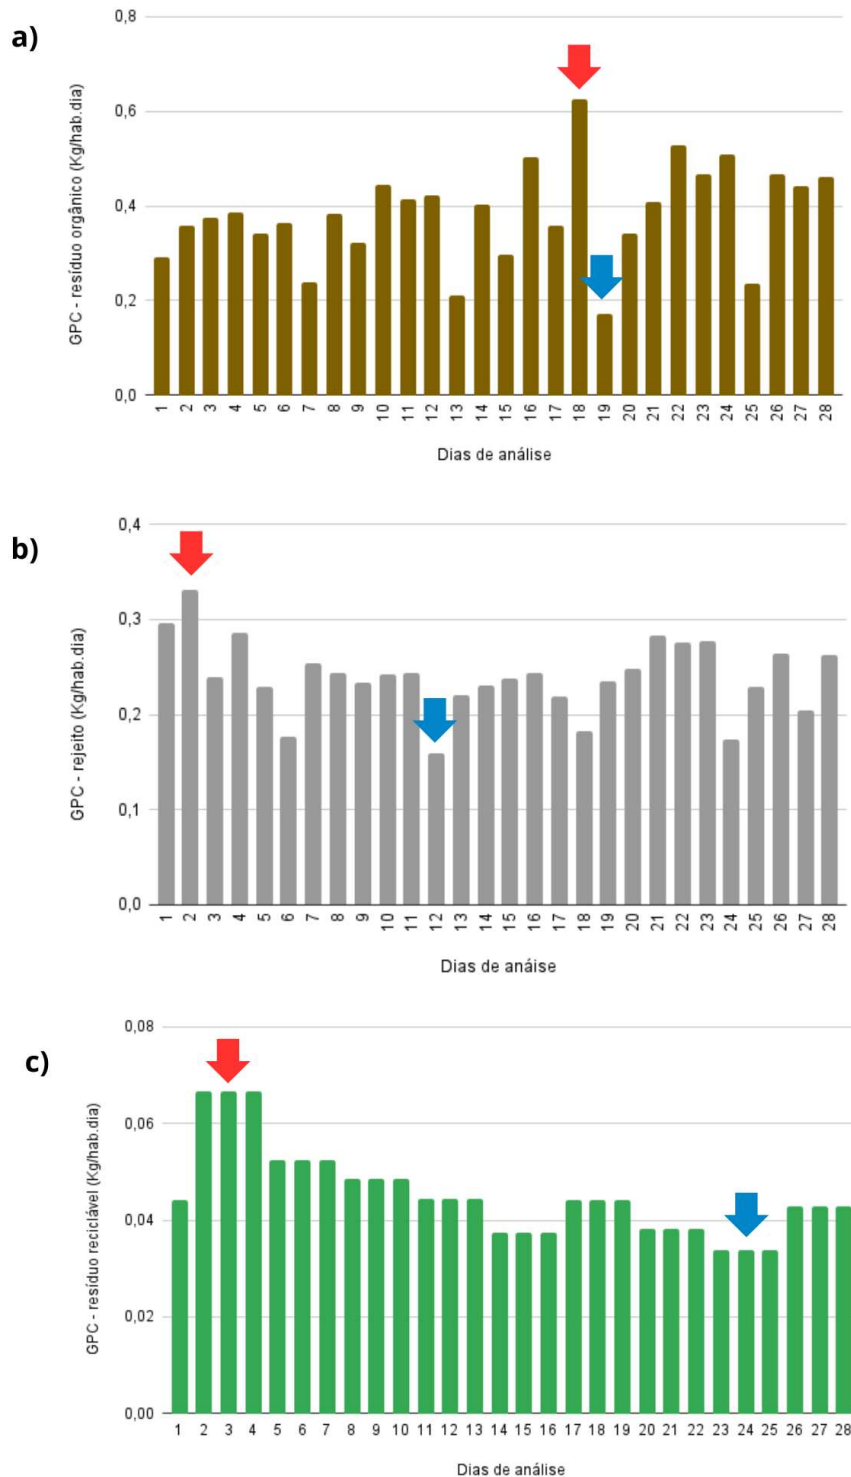 a)
GPC - resíduo orgânico (Kg/hab.dia)
0,8
0,6
0,4
0,2
0,0
1 2 3 4 5 6 7 8 9 10 11 12 13 14 15 16 17 18 19 20 21 22 23 24 25 26 27 28
Dias de análise
b)
GPC - rejeito (Kg/hab.dia)
0,4
0,3
0,2
0,1
0,0
1 2 3 4 5 6 7 8 9 10 11 12 13 14 15 16 17 18 19 20 21 22 23 24 25 26 27 28
Dias de anáise
c)
GPC - resíduo reciclável (Kg/hab.dia)
0,08
0,06
0,04
0,02
0,00
1 2 3 4 5 6 7 8 9 10 11 12 13 14 15 16 17 18 19 20 21 22 23 24 25 26 27 28
Dias de análise